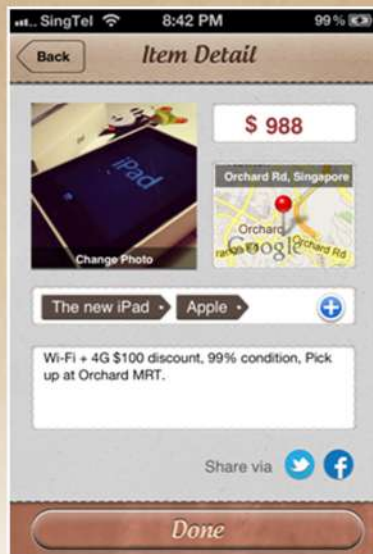 SingTel 8:42 PM 99%
Back
Item Detail
iPad
Change Photo
$ 988
Orchard Rd, Singapore
Orchard
Google
Orchard Rd
The new iPad
Apple
Wi-Fi + 4G $100 discount, 99% condition, Pick
up at Orchard MRT.
Share via
Done